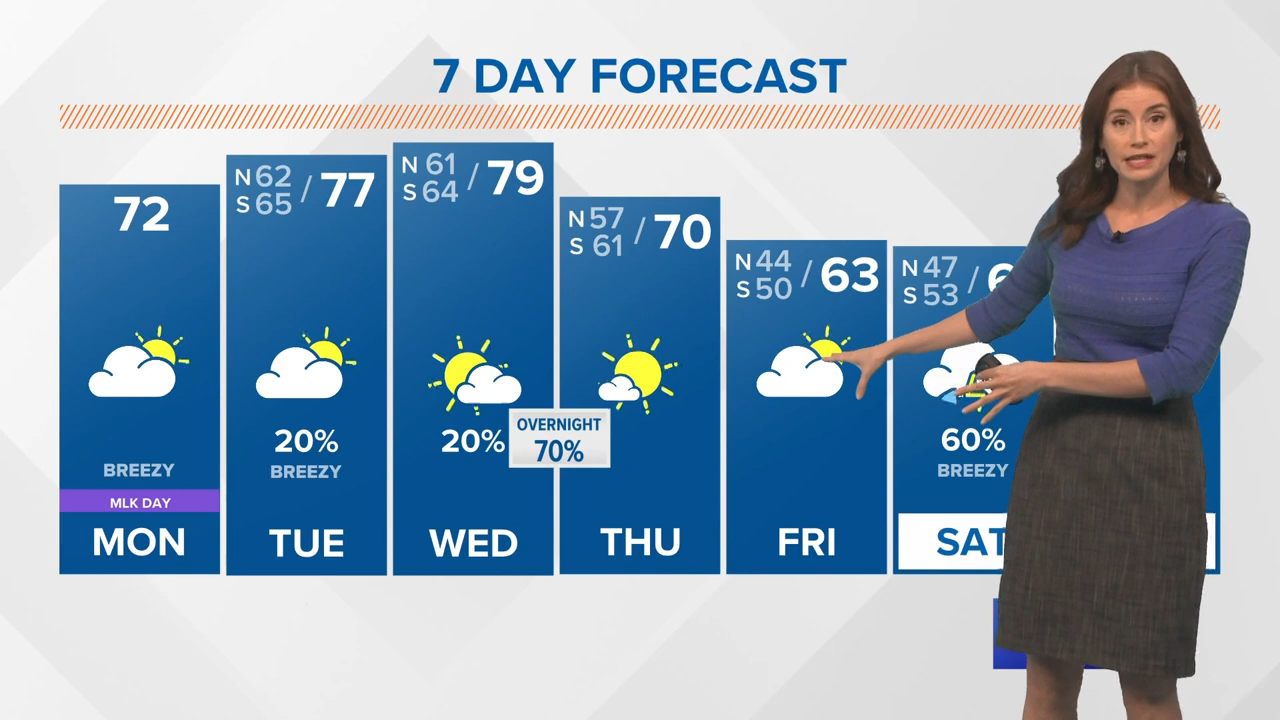 7 DAY FORECAST
72
BREEZY
MLK DAY
MON
N 62
S 65 / 77
20%
BREEZY
TUE
N 61
S 64 / 79
20%
WED
OVERNIGHT
70%
N 57
S 61 / 70
THU
N 44
S 50 / 63
FRI
N 47
S 53 /
60%
BREEZY
SAT